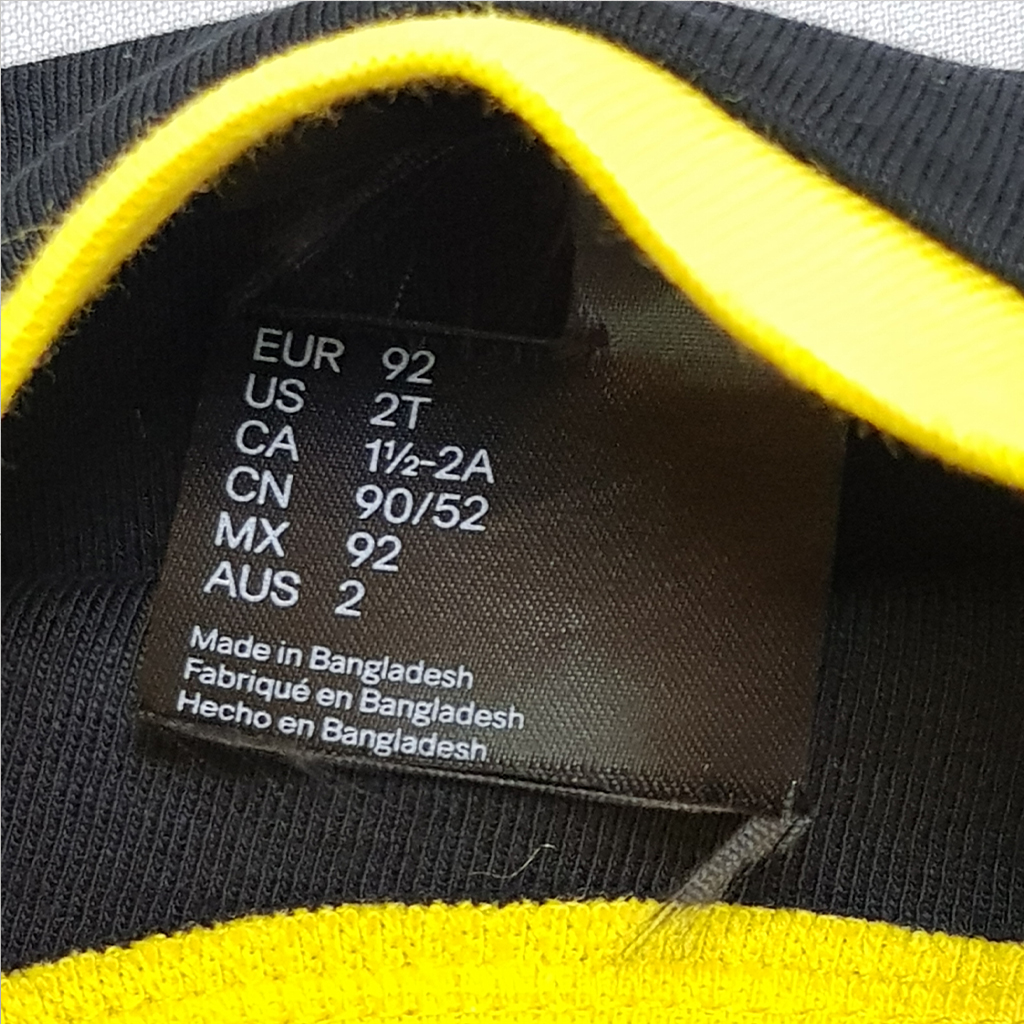 EUR 92
US 2T
CA 1½-2A
CN 90/52
MX 92
AUS 2
Made in Bangladesh
Fabriqué en Bangladesh
Hecho en Bangladesh